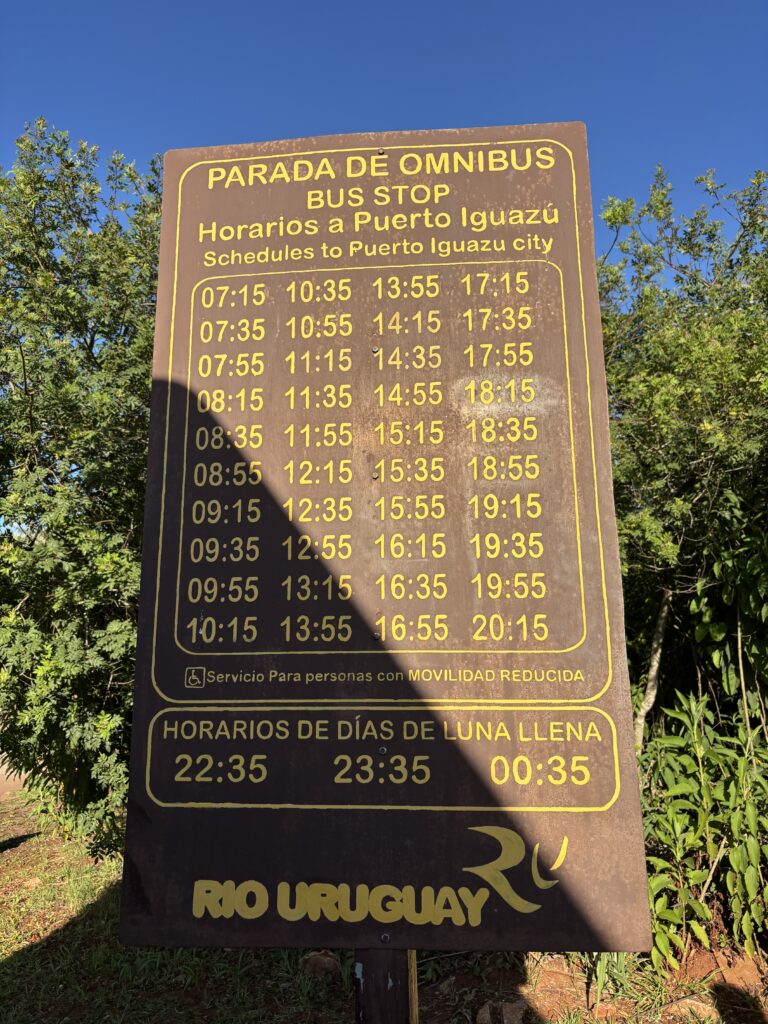 PARADA DE OMNIBUS
BUS STOP
Horarios a Puerto Iguazú
Schedules to Puerto Iguazu city
07:15 10:35 13:55 17:15
07:35 10:55 14:15 17:35
07:55 11:15 14:35 17:55
08:15 11:35 14:55 18:15
08:35 11:55 15:15 18:35
08:55 12:15 15:35 18:55
09:15 12:35 15:55 19:15
09:35 12:55 16:15 19:35
09:55 13:15 16:35 19:55
10:15 13:55 16:55 20:15
Servicio Para personas con MOVILIDAD REDUCIDA
HORARIOS DE DÍAS DE LUNA LLENA
22:35 23:35 00:35
RIO URUGUAY